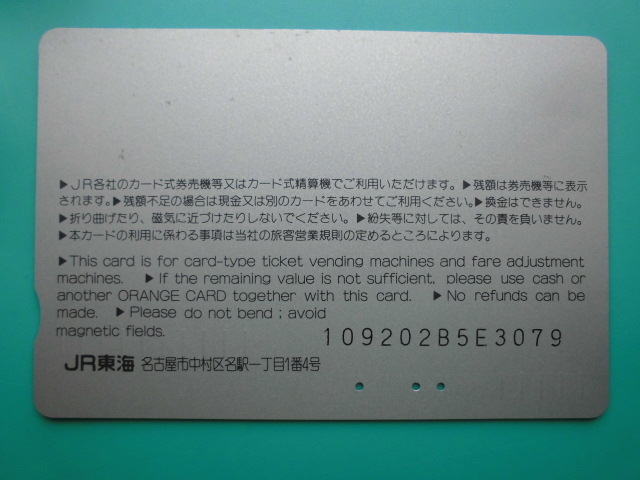 ▶JR各社のカード式券売機等又はカード式精算機でご利用いただけます。▶残額は券売機等に表示
されます。▶残額不足の場合は現金又は別のカードをあわせてご利用ください。▶換金はできません。
▶折り曲げたり、磁気に近づけたりしないでください。▶紛失等に対しては、その責を負いません。
▶本カードの利用に係わる事項は当社の旅客営業規則の定めるところによります。
▶This card is for card-type ticket vending machines and fare adjustment
machines. ▶If the remaining value is not sufficient, please use cash or
another ORANGE CARD together with this card. ▶No refunds can be
made. ▶Please do not bend; avoid
magnetic fields.
109202B5E3079
JR東海 名古屋市中村区名駅一丁目1番4号